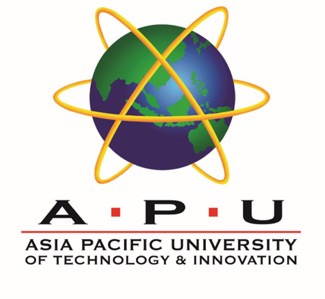 A · P · U
ASIA PACIFIC UNIVERSITY
OF TECHNOLOGY & INNOVATION